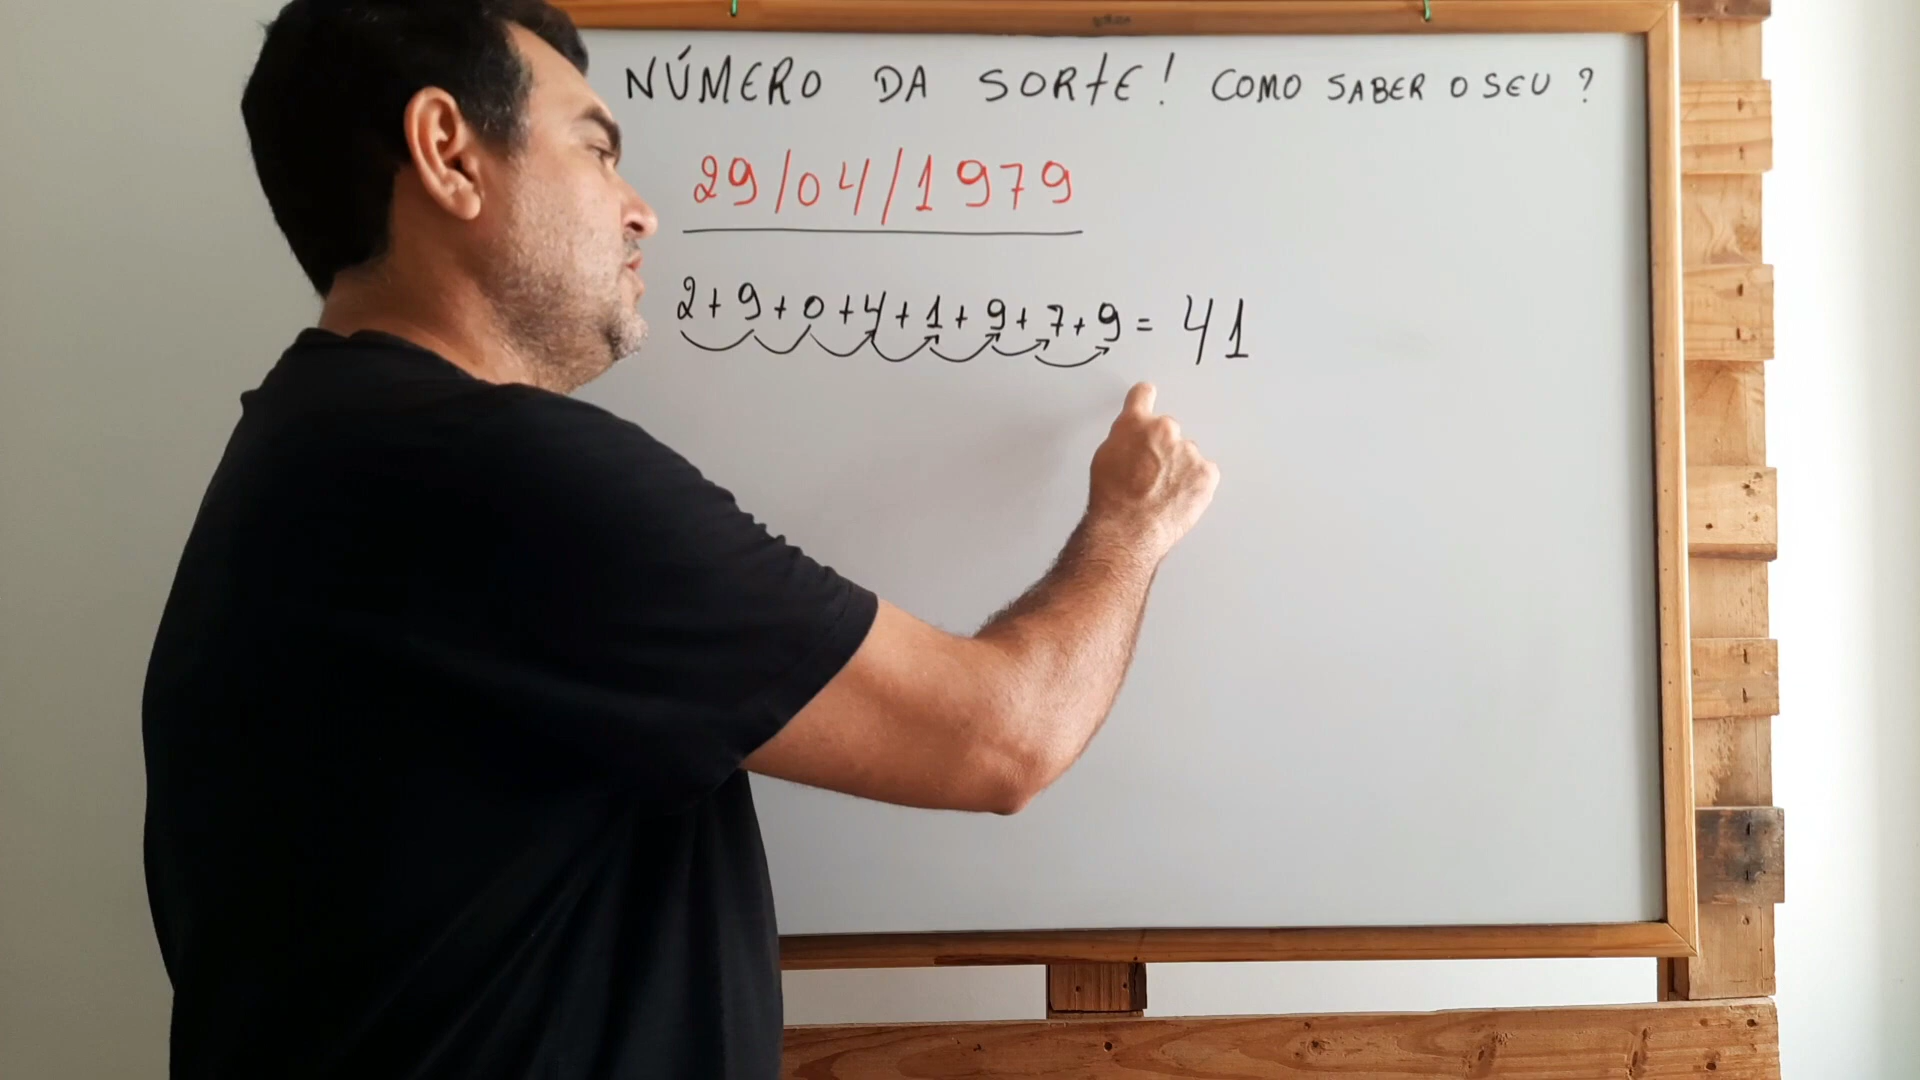 NÚMERO DA SORTE! COMO SABER O SEU ?
29/04/1979
2+9+0+4+1+9+7+9= 41